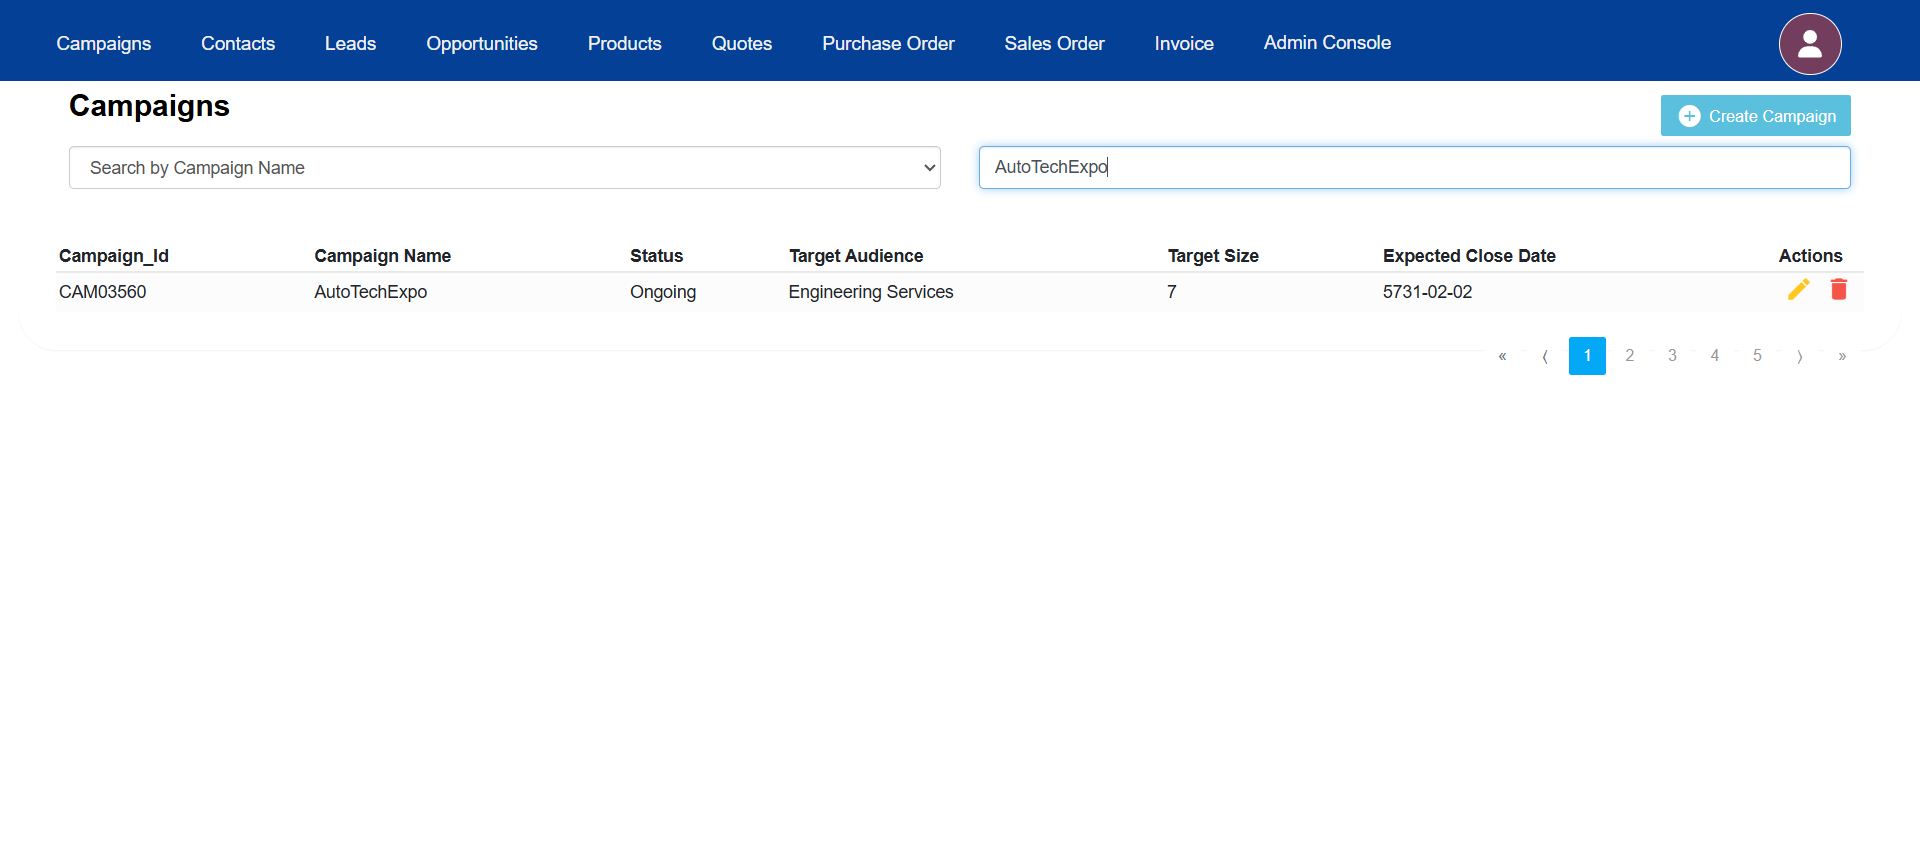 Campaigns Contacts Leads Opportunities Products Quotes Purchase Order Sales Order Invoice Admin Console
Campaigns
Create Campaign
Search by Campaign Name AutoTechExpo
Campaign_Id Campaign Name Status Target Audience Target Size Expected Close Date Actions
CAM03560 AutoTechExpo Ongoing Engineering Services 7 5731-02-02
« ⟨ 1 2 3 4 5 ⟩ »